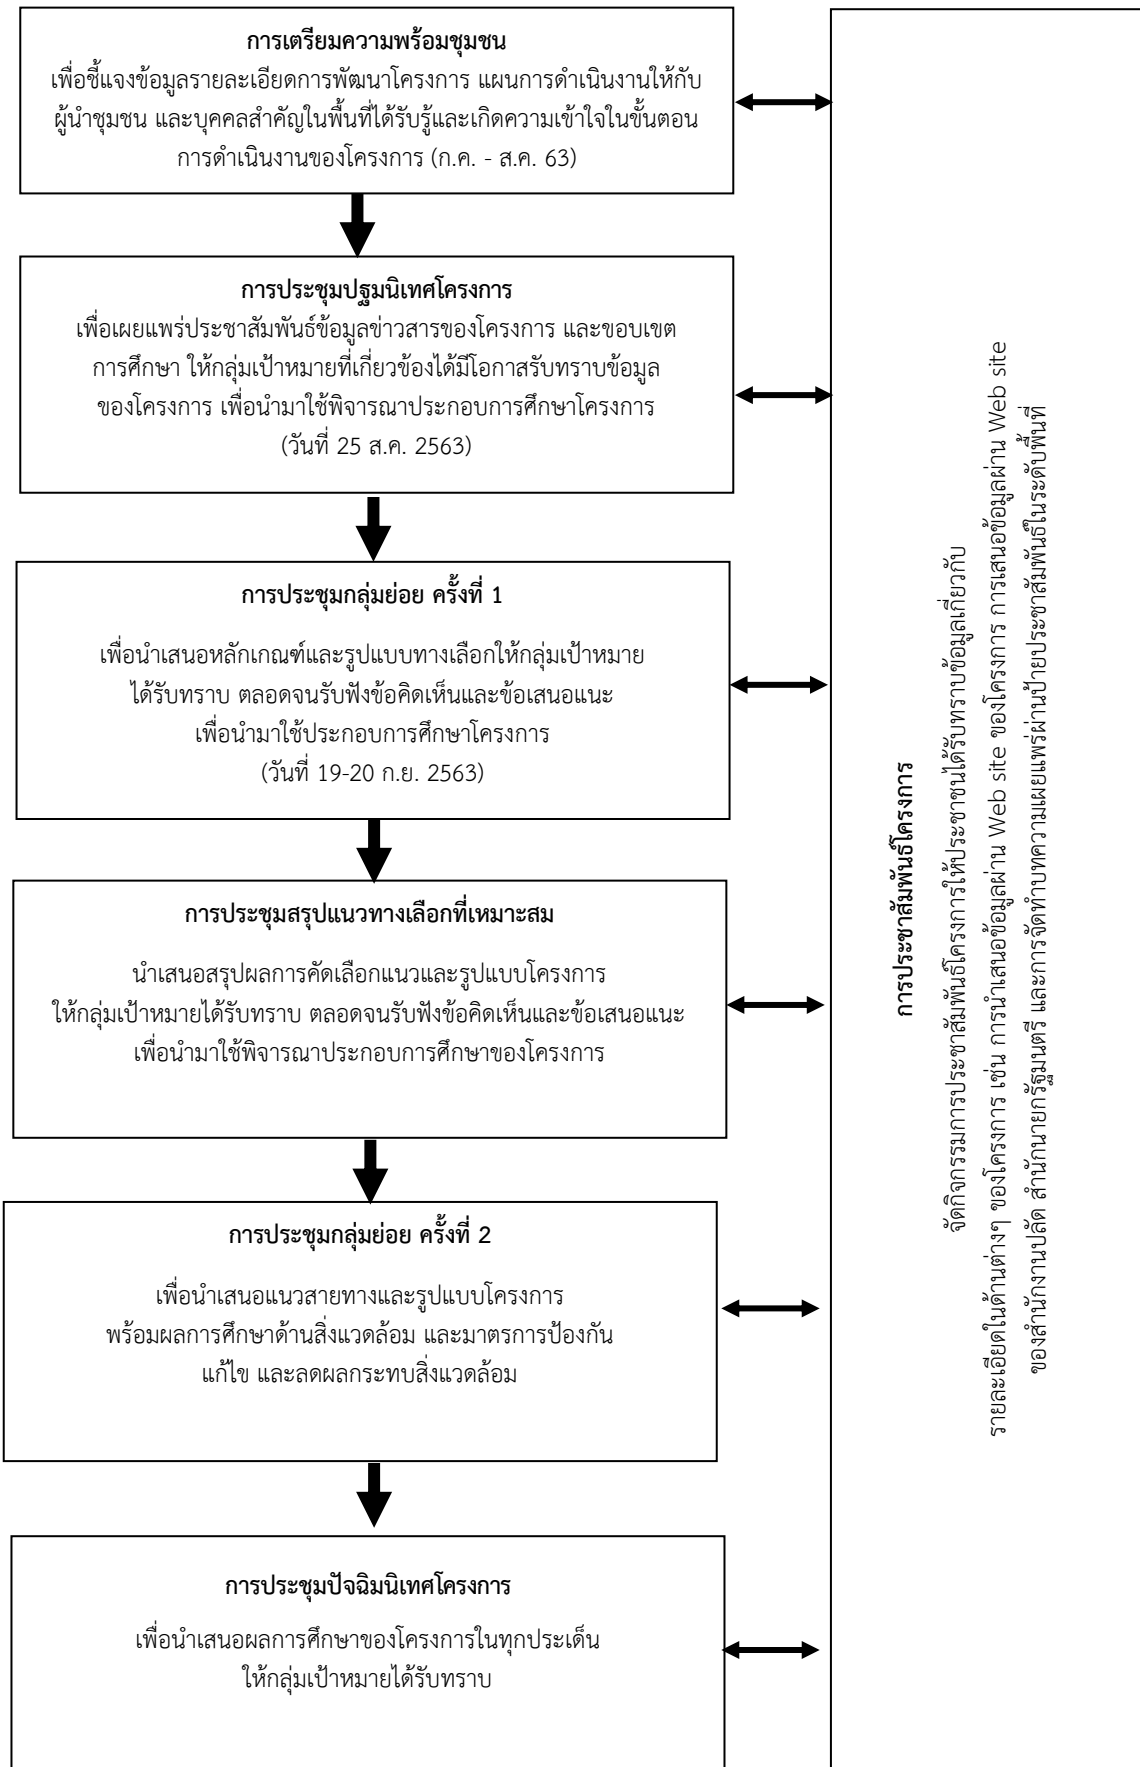 การเตรียมความพร้อมชุมชน
เพื่อชี้แจงข้อมูลรายละเอียดการพัฒนาโครงการ แผนการดำเนินงานให้กับ
ผู้นำชุมชน และบุคคลสำคัญในพื้นที่ได้รับรู้และเกิดความเข้าใจในขั้นตอน
การดำเนินงานของโครงการ (ก.ค. - ส.ค. 63)
การประชุมปฐมนิเทศโครงการ
เพื่อเผยแพร่ประชาสัมพันธ์ข้อมูลข่าวสารของโครงการ และขอบเขต
การศึกษา ให้กลุ่มเป้าหมายที่เกี่ยวข้องได้มีโอกาสรับทราบข้อมูล
ของโครงการ เพื่อนำมาใช้พิจารณาประกอบการศึกษาโครงการ
(วันที่ 25 ส.ค. 2563)
การประชุมกลุ่มย่อย ครั้งที่ 1
เพื่อนำเสนอหลักเกณฑ์และรูปแบบทางเลือกให้กลุ่มเป้าหมาย
ได้รับทราบ ตลอดจนรับฟังข้อคิดเห็นและข้อเสนอแนะ
เพื่อนำมาใช้ประกอบการศึกษาโครงการ
(วันที่ 19-20 ก.ย. 2563)
การประชุมสรุปแนวทางเลือกที่เหมาะสม
นำเสนอสรุปผลการคัดเลือกแนวและรูปแบบโครงการ
ให้กลุ่มเป้าหมายได้รับทราบ ตลอดจนรับฟังข้อคิดเห็นและข้อเสนอแนะ
เพื่อนำมาใช้พิจารณาประกอบการศึกษาของโครงการ
การประชุมกลุ่มย่อย ครั้งที่ 2
เพื่อนำเสนอแนวสายทางและรูปแบบโครงการ
พร้อมผลการศึกษาด้านสิ่งแวดล้อม และมาตรการป้องกัน
แก้ไข และลดผลกระทบสิ่งแวดล้อม
การประชุมปัจฉิมนิเทศโครงการ
เพื่อนำเสนอผลการศึกษาของโครงการในทุกประเด็น
ให้กลุ่มเป้าหมายได้รับทราบ
การประชาสัมพันธ์โครงการ
จัดกิจกรรมการประชาสัมพันธ์โครงการให้ประชาชนได้รับทราบข้อมูลเกี่ยวกับ
รายละเอียดในด้านต่างๆ ของโครงการ เช่น การนำเสนอข้อมูลผ่าน Web site ของโครงการ การเสนอข้อมูลผ่าน Web site
ของสำนักงานปลัด สำนักนายกรัฐมนตรี และการจัดทำบทความเผยแพร่ผ่านป้ายประชาสัมพันธ์ในระดับพื้นที่